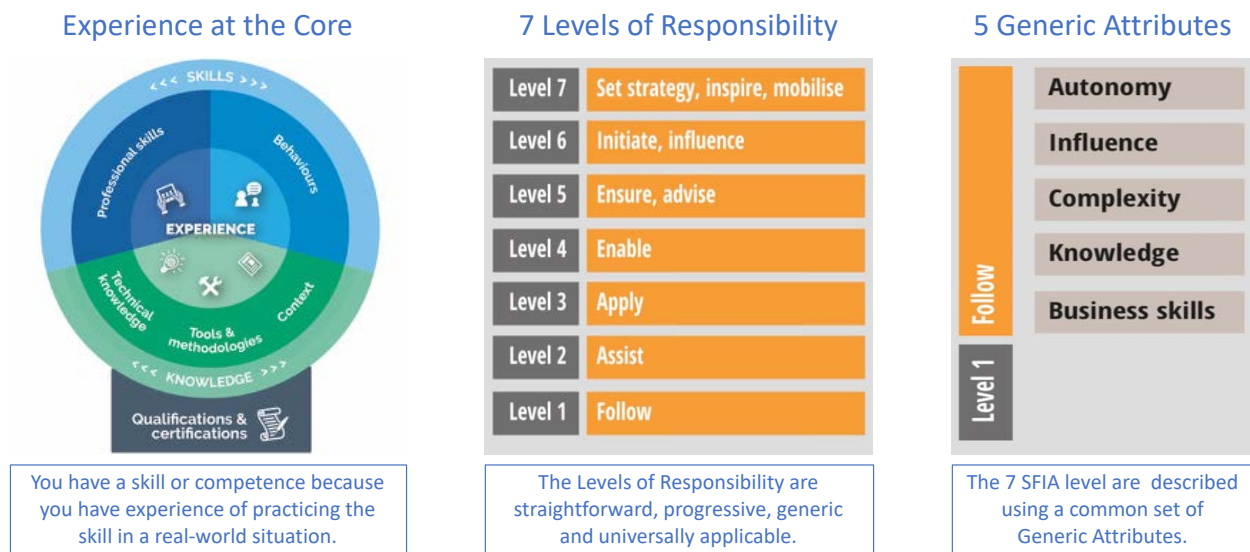 Experience at the Core
<<< SKILLS >>>
Professional skills
Behaviours
EXPERIENCE
Technical
knowledge
Tools &
methodologies
Context
<<< KNOWLEDGE >>>
Qualifications &
certifications
You have a skill or competence because
you have experience of practicing the
skill in a real-world situation.
7 Levels of Responsibility
Level 7 Set strategy, inspire, mobilise
Level 6 Initiate, influence
Level 5 Ensure, advise
Level 4 Enable
Level 3 Apply
Level 2 Assist
Level 1 Follow
The Levels of Responsibility are
straightforward, progressive, generic
and universally applicable.
5 Generic Attributes
Level 1 Follow
Autonomy
Influence
Complexity
Knowledge
Business skills
The 7 SFIA level are described
using a common set of
Generic Attributes.